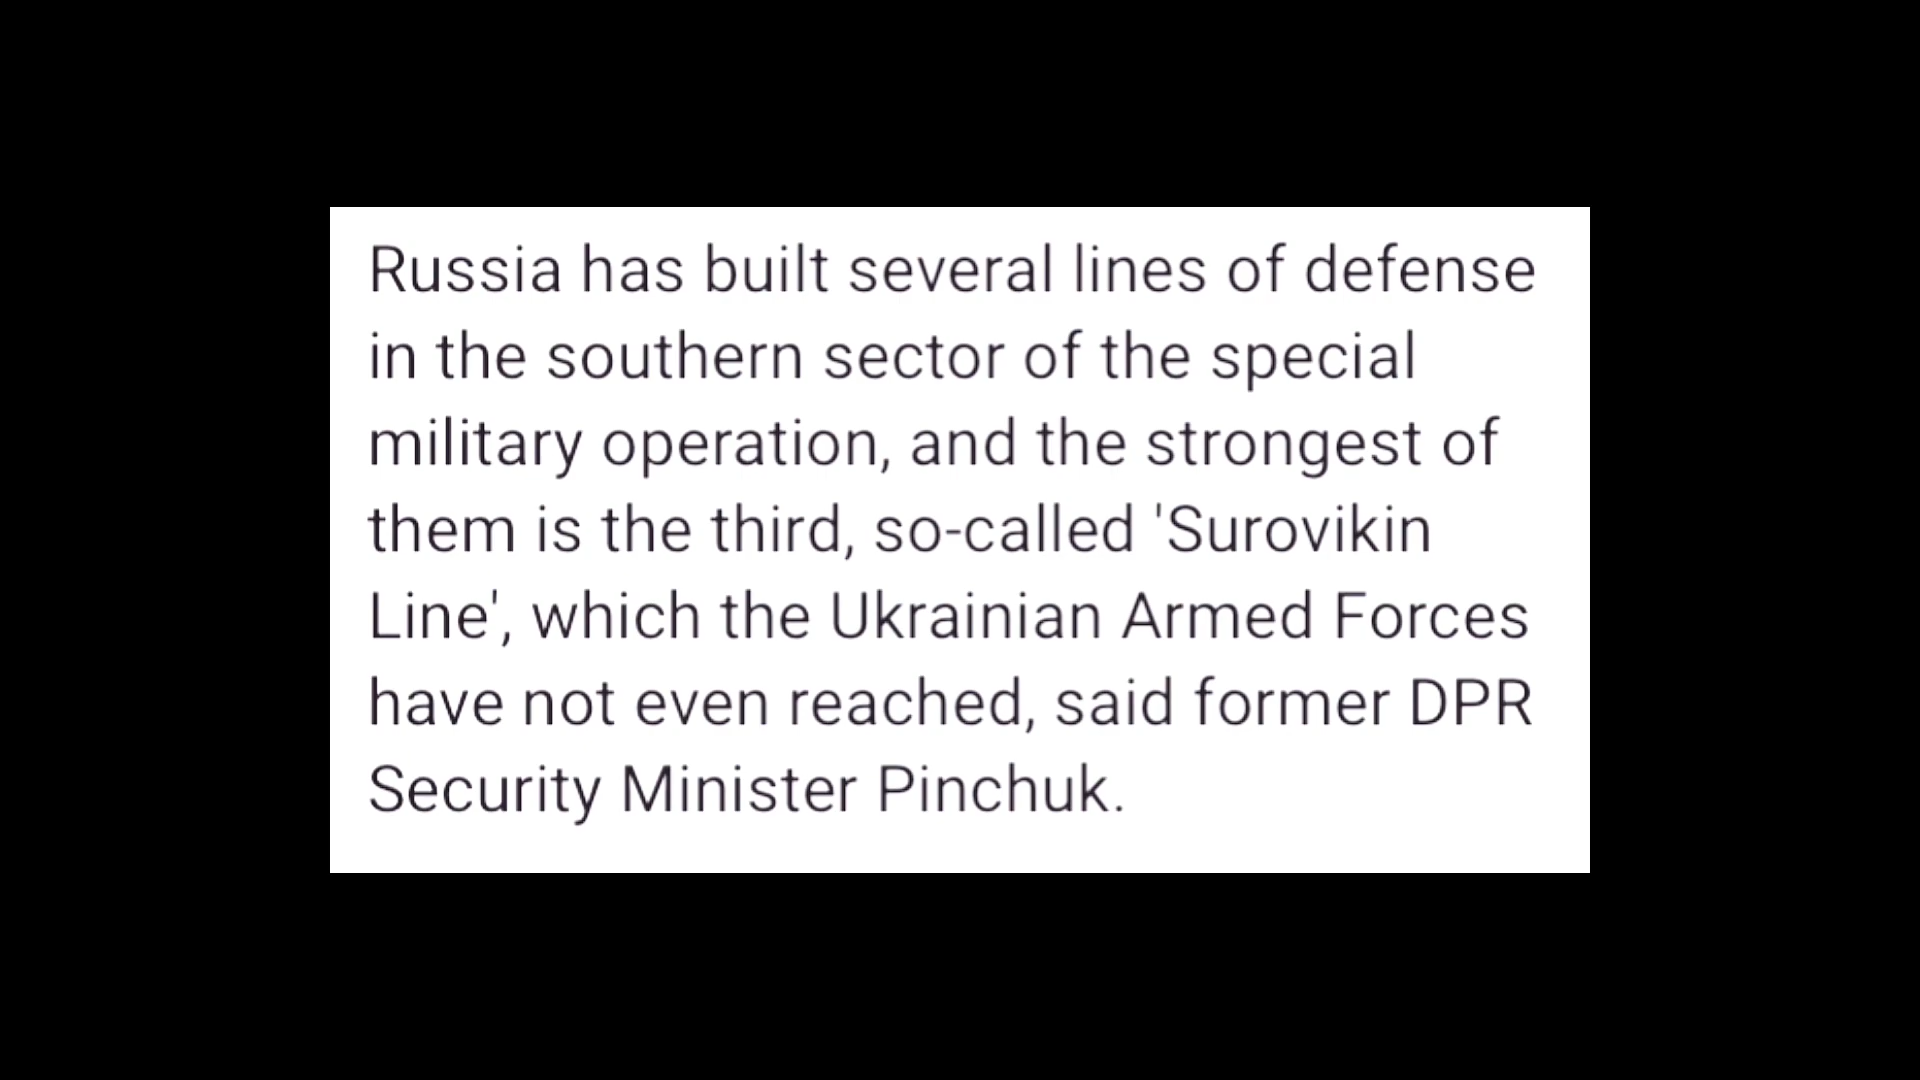 Russia has built several lines of defense
in the southern sector of the special
military operation, and the strongest of
them is the third, so-called 'Surovikin
Line', which the Ukrainian Armed Forces
have not even reached, said former DPR
Security Minister Pinchuk.